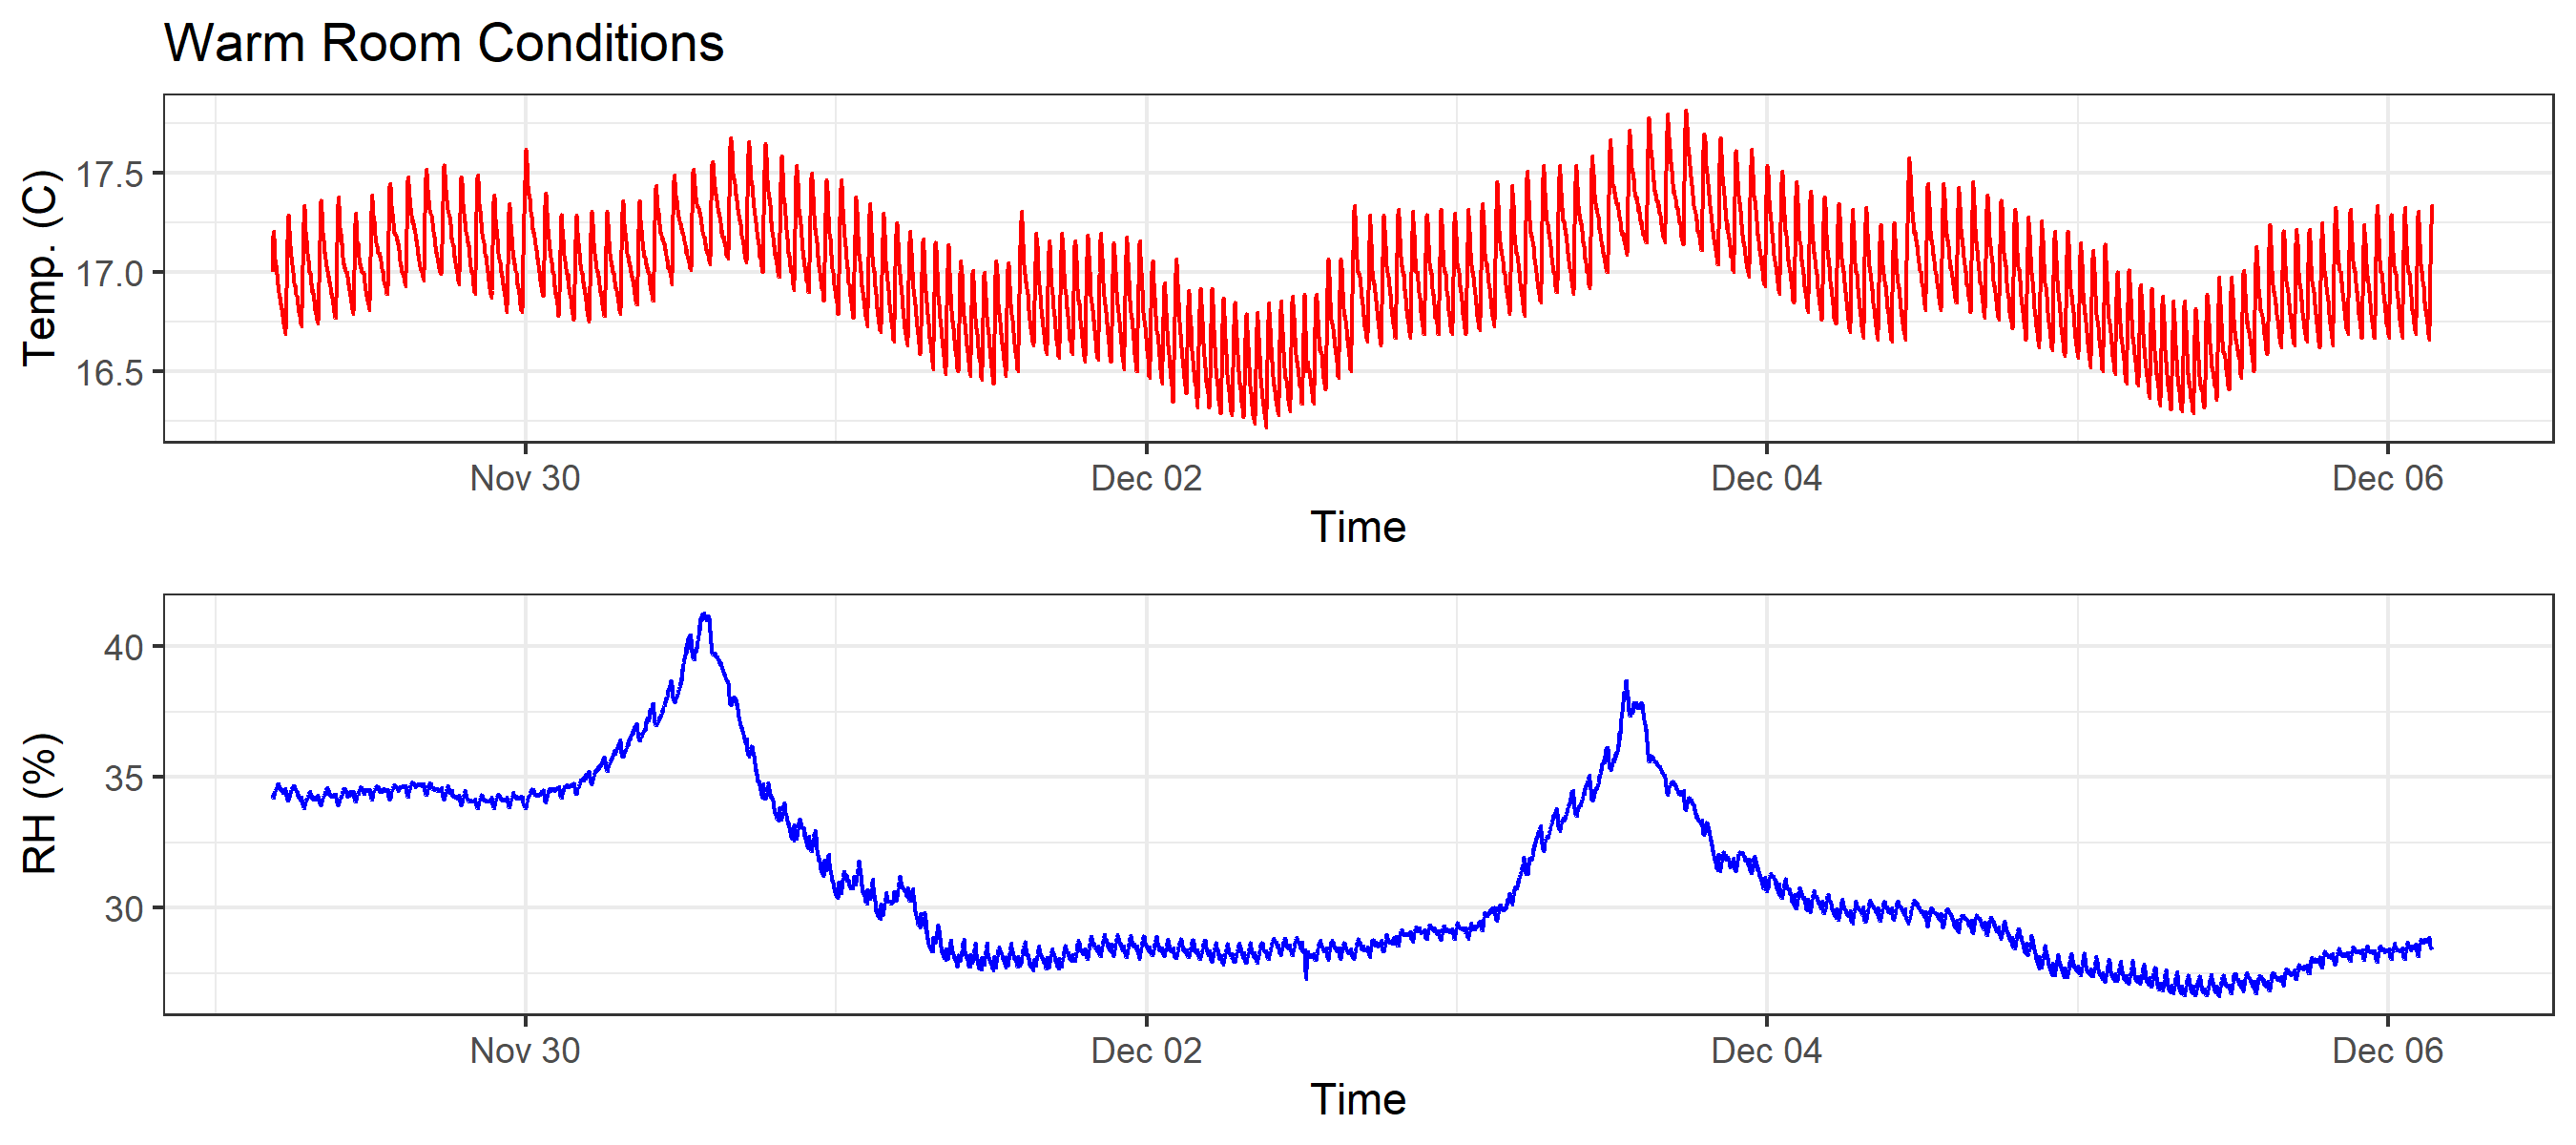 Warm Room Conditions
Temp. (C)
17.5
17.0
16.5
Nov 30 Dec 02 Dec 04 Dec 06
Time
RH (%)
40
35
30
Nov 30 Dec 02 Dec 04 Dec 06
Time